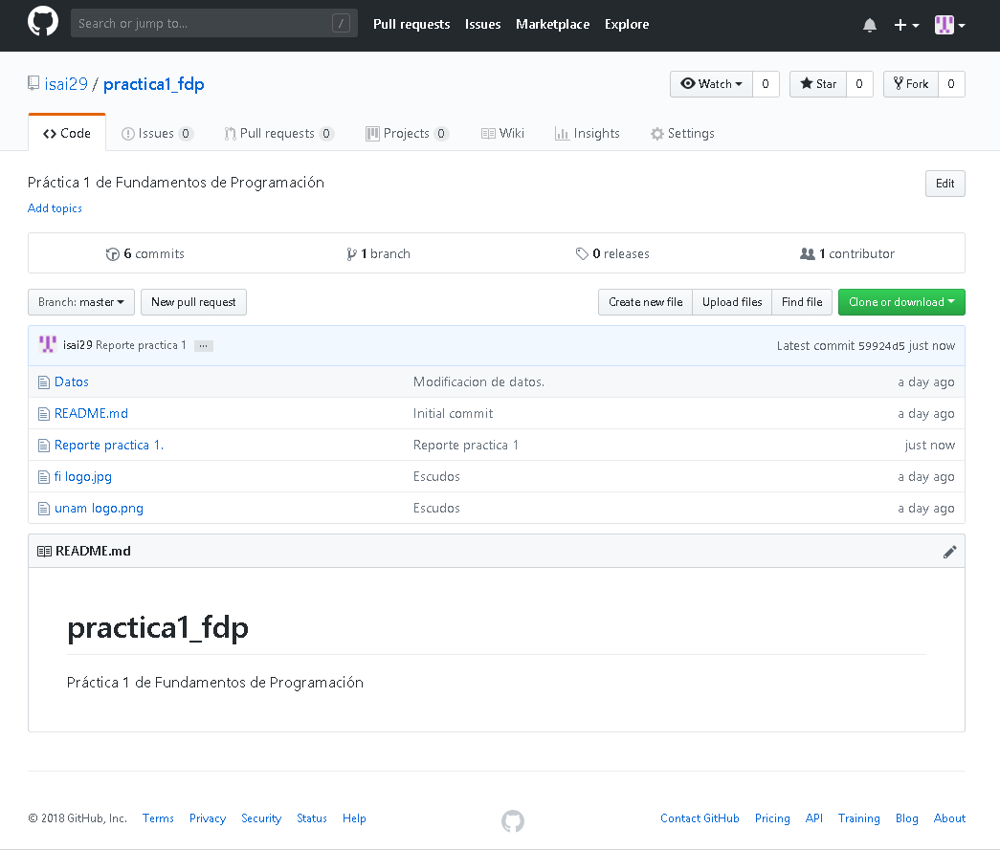 Search or jump to... / Pull requests Issues Marketplace Explore
isai29 / practica1_fdp Watch 0 Star 0 Fork 0
Code Issues 0 Pull requests 0 Projects 0 Wiki Insights Settings
Práctica 1 de Fundamentos de Programación Edit
Add topics
6 commits 1 branch 0 releases 1 contributor
Branch: master New pull request Create new file Upload files Find file Clone or download
isai29 Reporte practica 1 ... Latest commit 59924d5 just now
Datos Modificacion de datos. a day ago
README.md Initial commit a day ago
Reporte practica 1. Reporte practica 1 just now
fi logo.jpg Escudos a day ago
unam logo.png Escudos a day ago
README.md
practica1_fdp
Práctica 1 de Fundamentos de Programación
© 2018 GitHub, Inc. Terms Privacy Security Status Help Contact GitHub Pricing API Training Blog About